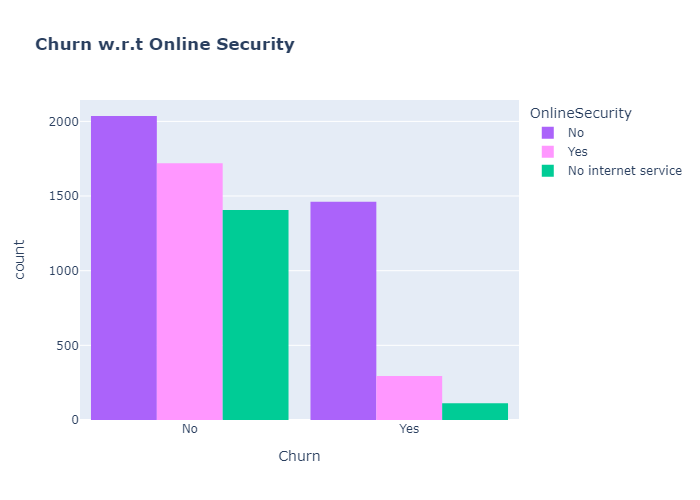 Churn w.r.t Online Security
OnlineSecurity
No
Yes
No internet service
2000
1500
1000
500
0
count
No
Yes
Churn